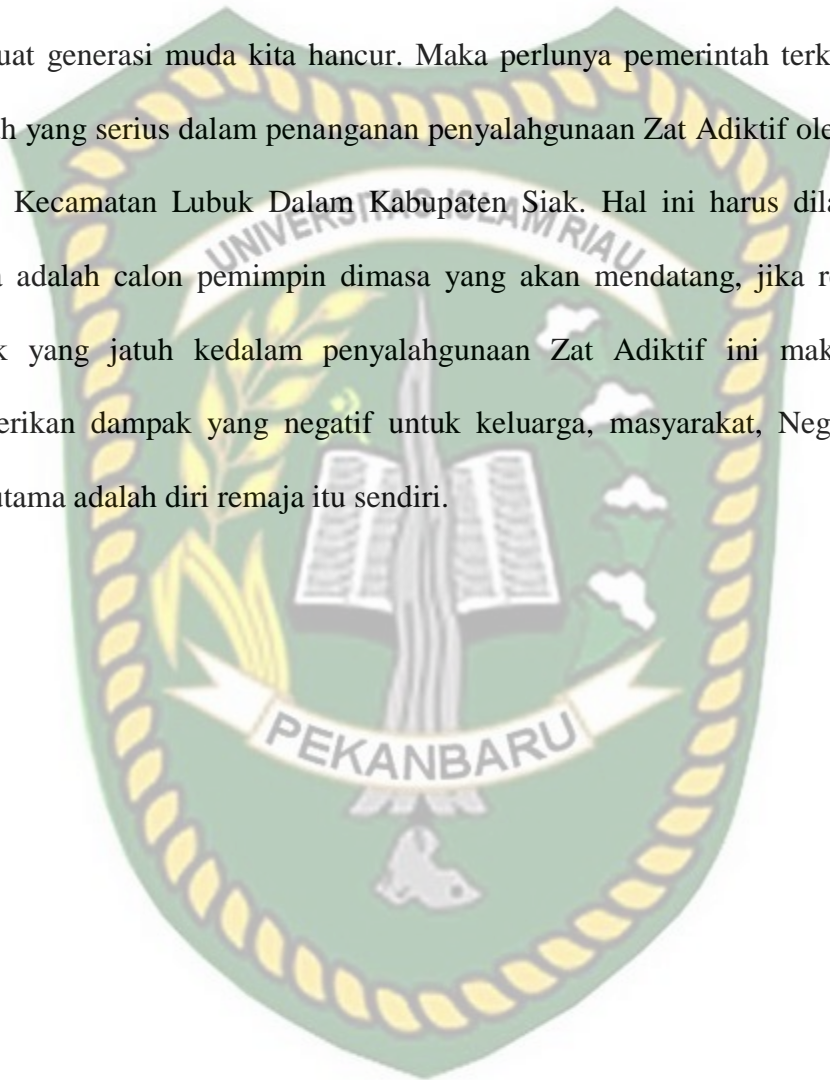 uat generasi muda kita hancur. Maka perlunya pemerintah terk
h yang serius dalam penanganan penyalahgunaan Zat Adiktif ole
Kecamatan Lubuk Dalam Kabupaten Siak. Hal ini harus dila
UNIVERSITAS ISLAM RIAU
a adalah calon pemimpin dimasa yang akan mendatang, jika re
k yang jatuh kedalam penyalahgunaan Zat Adiktif ini mak
erikan dampak yang negatif untuk keluarga, masyarakat, Neg
utama adalah diri remaja itu sendiri.
PEKANBARU